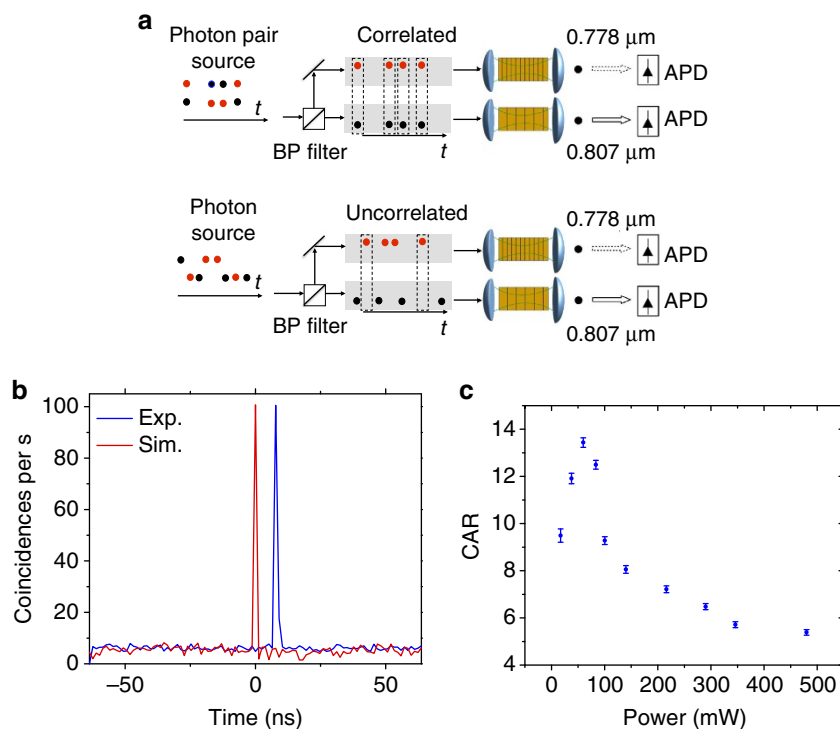 a
Photon pair source
Correlated
0.778 μm
APD
t
BP filter
t
APD
0.807 μm
Photon source
Uncorrelated
0.778 μm
APD
t
BP filter
t
APD
0.807 μm
b
100
80
60
40
20
0
Coincidences per s
Exp.
Sim.
–50
0
50
Time (ns)
c
14
12
10
8
6
4
CAR
0
100
200
300
400
500
Power (mW)